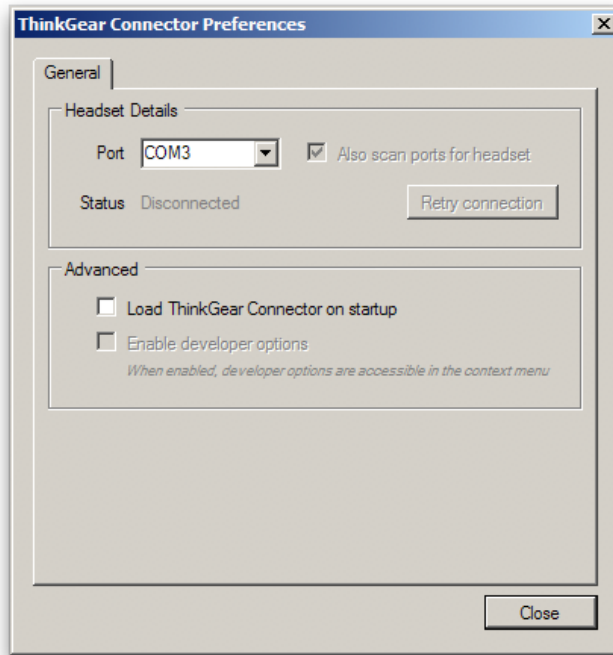 ThinkGear Connector Preferences
General
Headset Details
Port COM3 Also scan ports for headset
Status Disconnected Retry connection
Advanced
Load ThinkGear Connector on startup
Enable developer options
When enabled, developer options are accessible in the context menu
Close